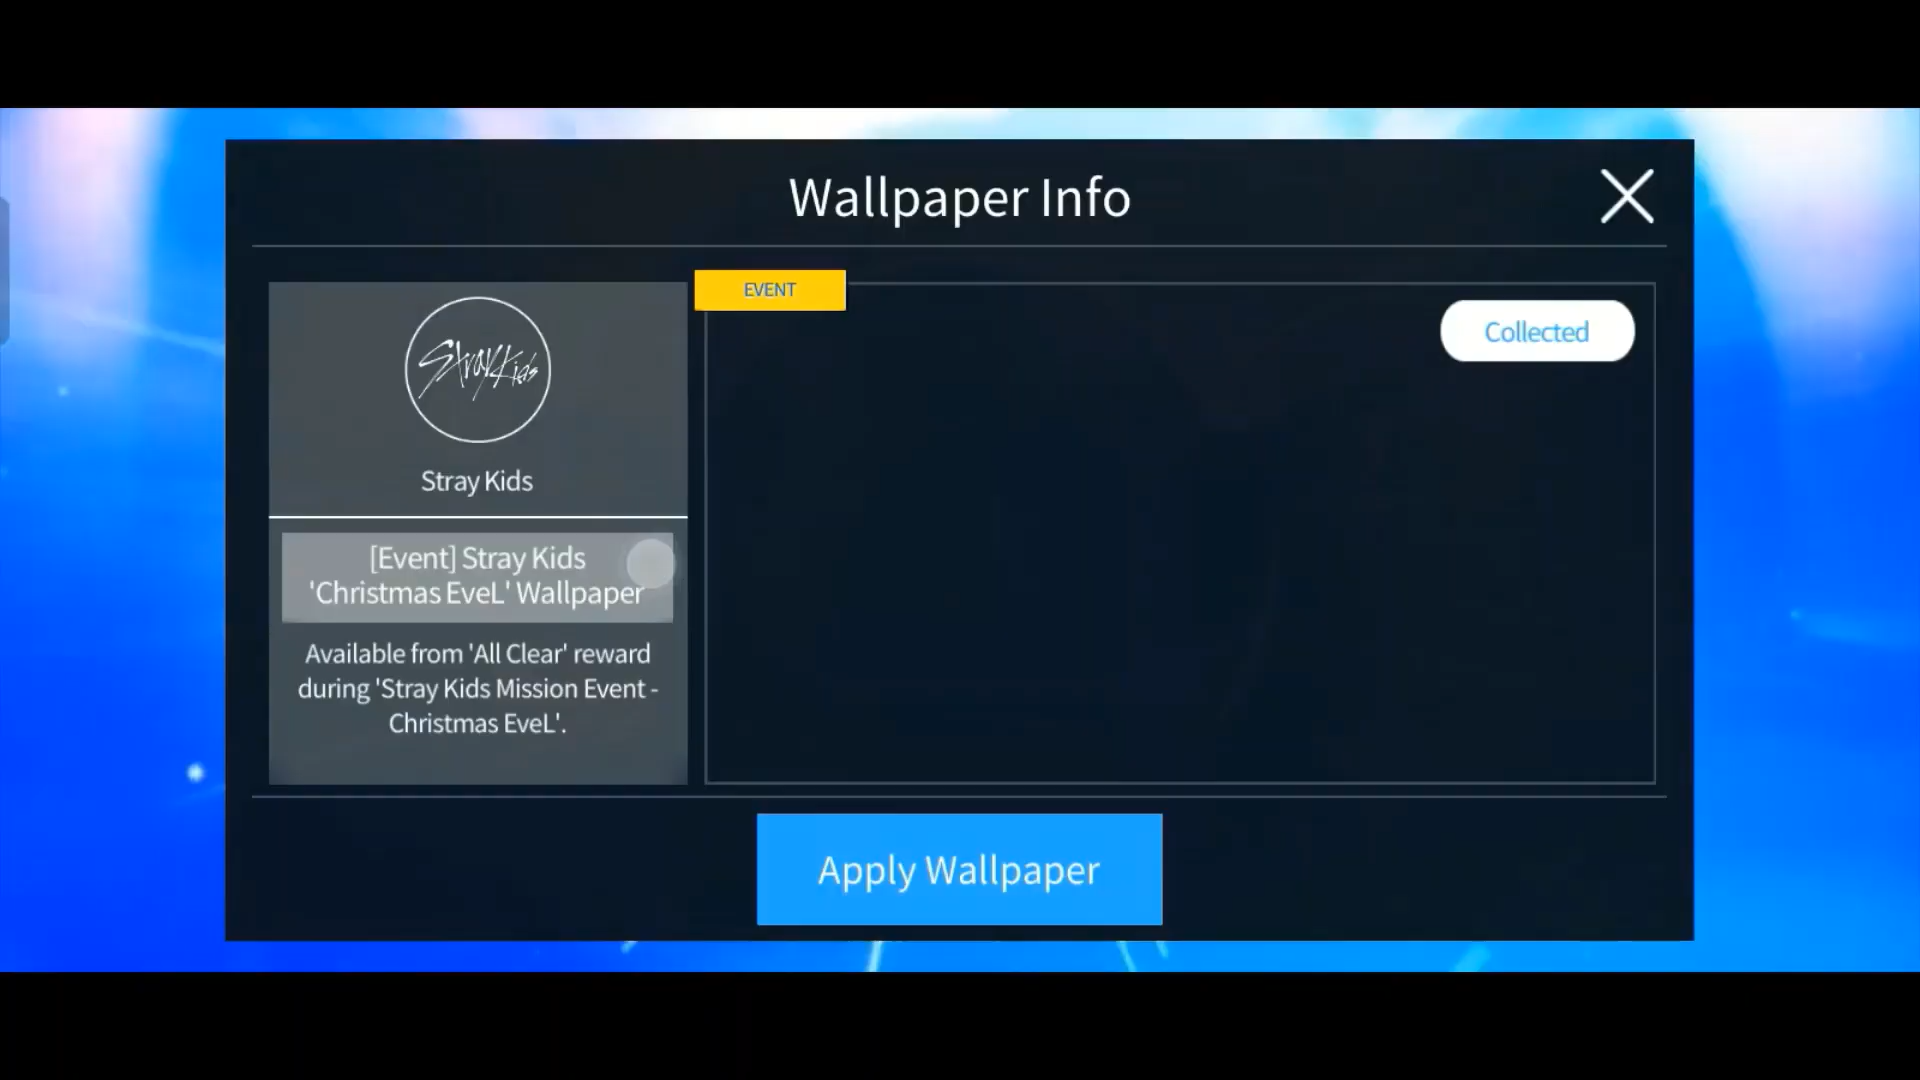 Wallpaper Info
EVENT
Collected
Stray Kids
Stray Kids
[Event] Stray Kids
'Christmas EveL' Wallpaper
Available from 'All Clear' reward
during 'Stray Kids Mission Event -
Christmas EveL'.
Apply Wallpaper